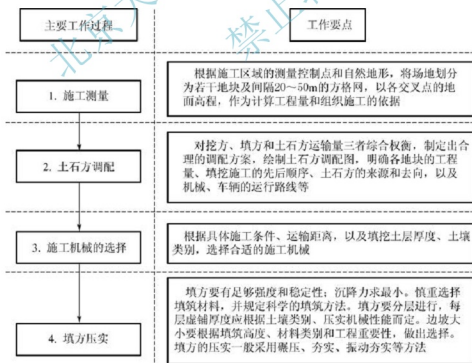 主要工作过程
工作要点
1. 施工测量
根据施工区域的测量控制点和自然地形，将场地划分
为若干地块及间隔20～50m的方格网，以各交叉点的地
面高程，作为计算工程量和组织施工的依据
2. 土石方调配
对挖方、填方和土石方运输量三者综合权衡，制定出合
理的调配方案，绘制土石方调配图，明确各地块的工程
量、填挖施工的先后顺序、土石方的来源和去向，以及
机械、车辆的运行路线等
3. 施工机械的选择
根据具体施工条件、运输距离，以及填挖土层厚度、土壤
类别，选择合适的施工机械
4. 填方压实
填方要有足够强度和稳定性；沉降力求最小。慎重选择
填筑材料，并规定科学的填筑方法。填方要分层进行，每
层虚铺厚度应根据土壤类别、压实机械性能而定。边坡大
小要根据填筑高度、材料类别和工程重要性，做出选择。
填方的压实一般采用碾压、夯实、振动夯实等方法
北京
禁止